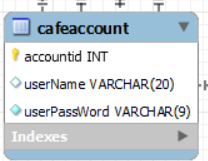 cafeaccount
accountid INT
userName VARCHAR(20)
userPassWord VARCHAR(9)
Indexes